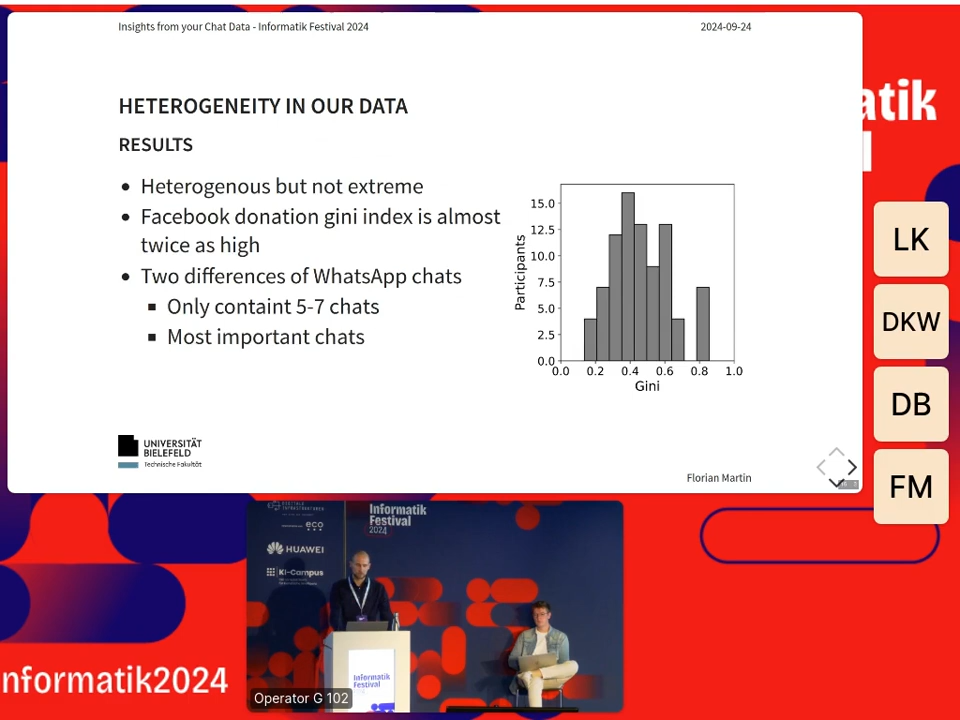 Insights from your Chat Data - Informatik Festival 2024
2024-09-24
HETEROGENEITY IN OUR DATA
RESULTS
Heterogenous but not extreme
Facebook donation gini index is almost
twice as high
Two differences of WhatsApp chats
Only containt 5-7 chats
Most important chats
15.0
12.5
10.0
7.5
5.0
2.5
0.0
Participants
0.0 0.2 0.4 0.6 0.8 1.0
Gini
UNIVERSITÄT
BIELEFELD
Technische Fakultät
Florian Martin
atik
LK
DKW
DB
FM
eco
HUAWEI
KI-Campus
Informatik
Festival
2024
Informatik
Festival
Operator G 102
nformatik2024